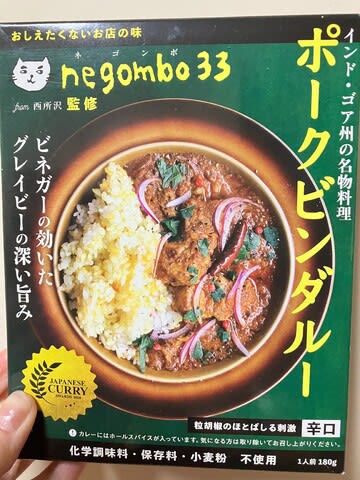 おしえたくないお店の味
ネゴンボ
negombo33
from 西所沢 監修
インド・ゴア州の名物料理
ポークビンダルー
ビネガーの効いた
グレイビーの深い旨み
JAPANESE
CURRY
粒胡椒のほとばしる刺激 辛口
カレーにはホールスパイスが入っています。気になる方は取り除いてお召し上がりください。
化学調味料・保存料・小麦粉 不使用
1人前 180g